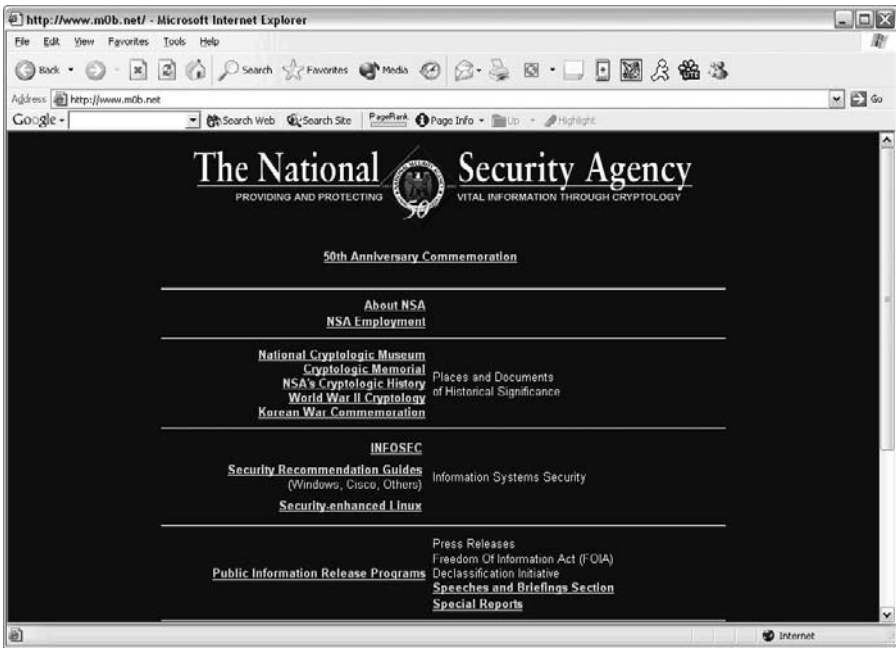 http://www.m0b.net/ - Microsoft Internet Explorer
File Edit View Favorites Tools Help
Back Search Favorites Media
Address http://www.m0b.net Go
Google Search Web Search Site PageRank Page Info Up Highlight
The National Security Agency
PROVIDING AND PROTECTING VITAL INFORMATION THROUGH CRYPTOLOGY
50
50th Anniversary Commemoration
About NSA
NSA Employment
National Cryptologic Museum
Cryptologic Memorial
NSA's Cryptologic History
World War II Cryptology
Korean War Commemoration
Places and Documents
of Historical Significance
INFOSEC
Security Recommendation Guides
(Windows, Cisco, Others)
Security-enhanced Linux
Information Systems Security
Public Information Release Programs
Press Releases
Freedom Of Information Act (FOIA)
Declassification Initiative
Speeches and Briefings Section
Special Reports
Internet